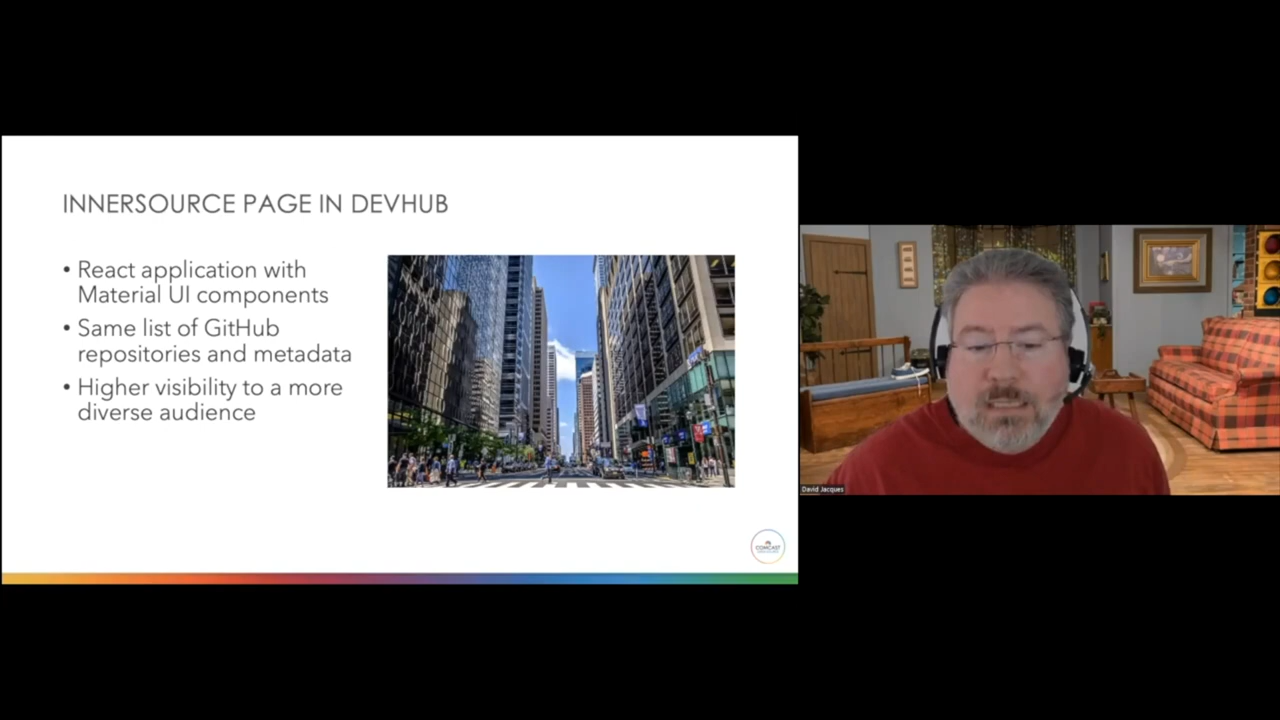 INNERSOURCE PAGE IN DEVHUB
• React application with
Material UI components
• Same list of GitHub
repositories and metadata
• Higher visibility to a more
diverse audience
COMCAST
David Jacques